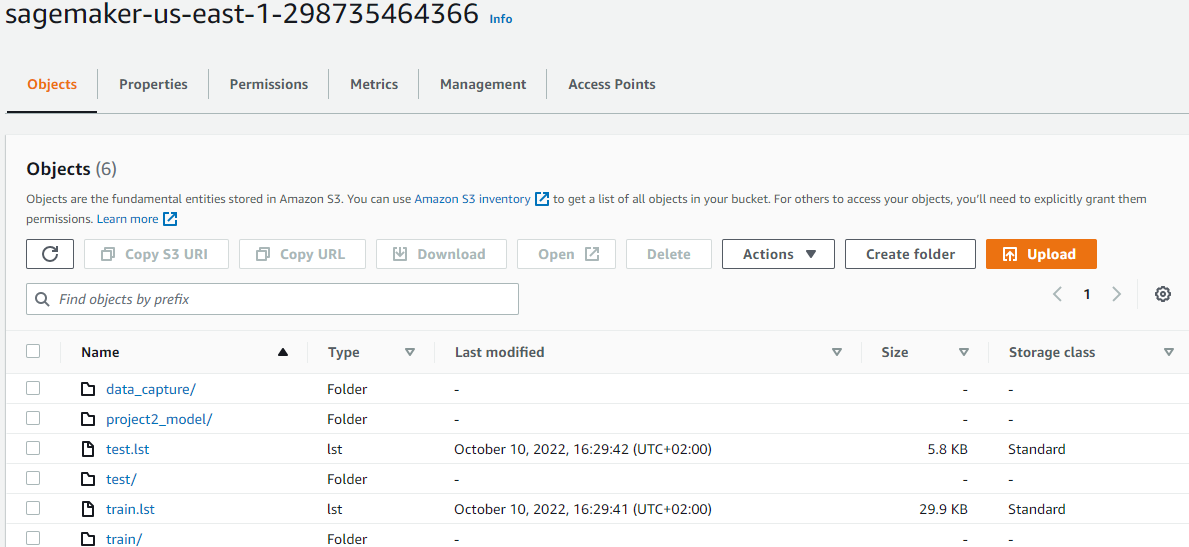 sagemaker-us-east-1-298735464366 Info
Objects Properties Permissions Metrics Management Access Points
Objects (6)
Objects are the fundamental entities stored in Amazon S3. You can use Amazon S3 inventory to get a list of all objects in your bucket. For others to access your objects, you'll need to explicitly grant them
permissions. Learn more
Copy S3 URI Copy URL Download Open Delete Actions Create folder Upload
Find objects by prefix 1
Name Type Last modified Size Storage class
data_capture/ Folder - - -
project2_model/ Folder - - -
test.lst lst October 10, 2022, 16:29:42 (UTC+02:00) 5.8 KB Standard
test/ Folder - - -
train.lst lst October 10, 2022, 16:29:41 (UTC+02:00) 29.9 KB Standard
train/ Folder - - -